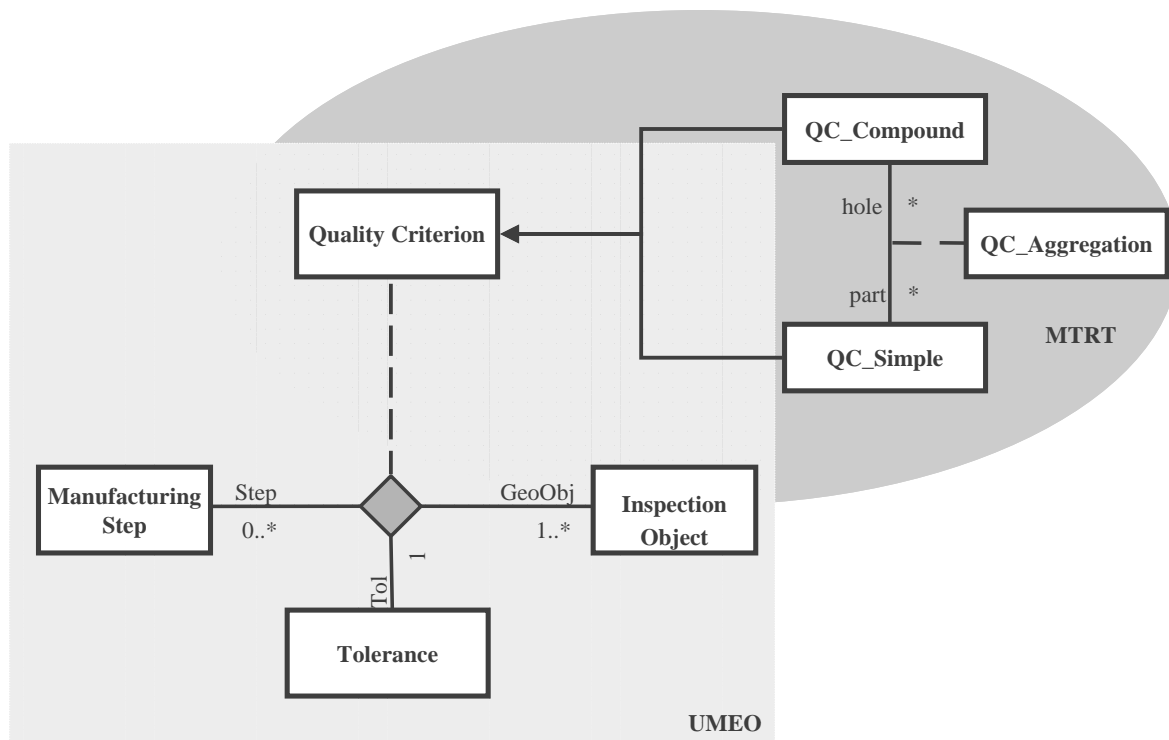 QC_Compound
hole *
Quality Criterion
QC_Aggregation
part *
MTRT
QC_Simple
Manufacturing
Step
Step
0..*
GeoObj
1..*
Inspection
Object
1
Tol
Tolerance
UMEO